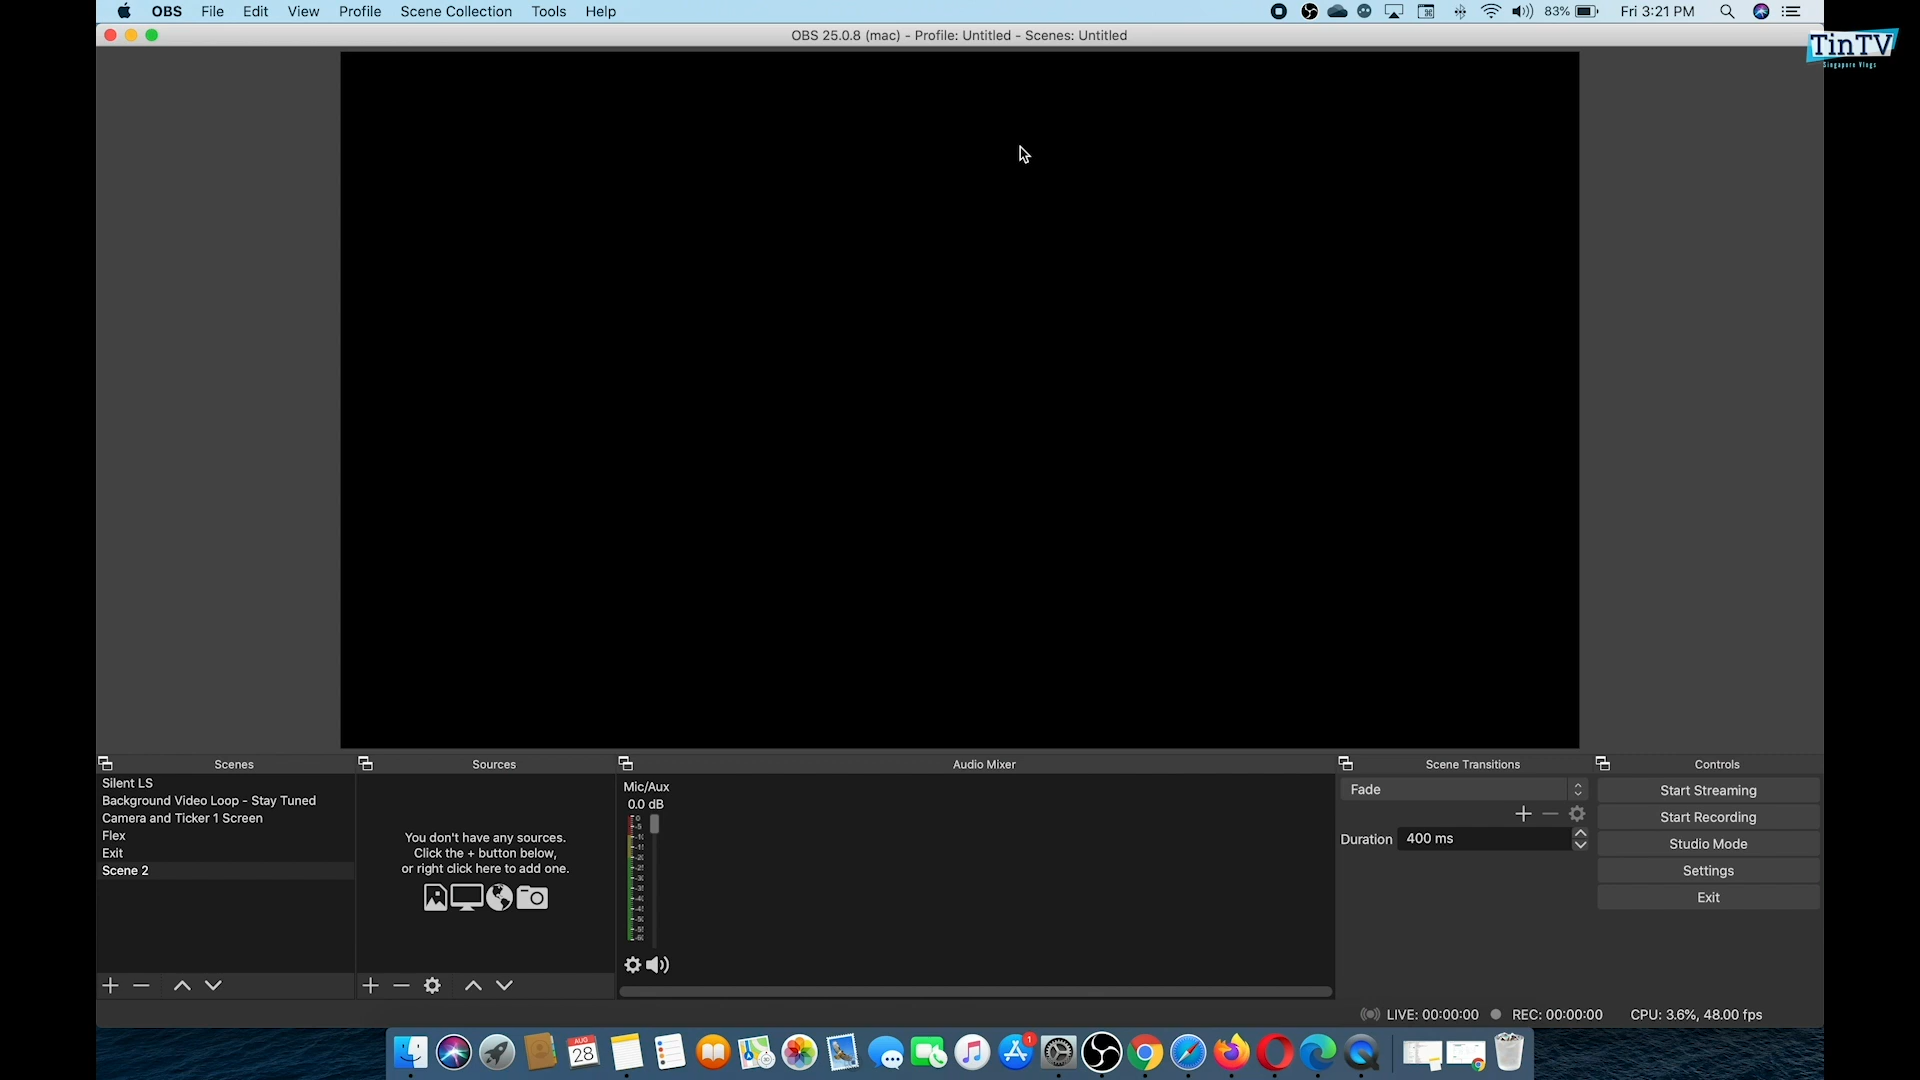 OBS File Edit View Profile Scene Collection Tools Help
83% Fri 3:21 PM
OBS 25.0.8 (mac) - Profile: Untitled - Scenes: Untitled
TinTV
Singapore Vlogs
Scenes
Silent LS
Background Video Loop - Stay Tuned
Camera and Ticker 1 Screen
Flex
Exit
Scene 2
Sources
You don't have any sources.
Click the + button below,
or right click here to add one.
Audio Mixer
Mic/Aux
0.0 dB
Scene Transitions
Fade
Duration 400 ms
Controls
Start Streaming
Start Recording
Studio Mode
Settings
Exit
LIVE: 00:00:00 REC: 00:00:00 CPU: 3.6%, 48.00 fps
AUG
28
1